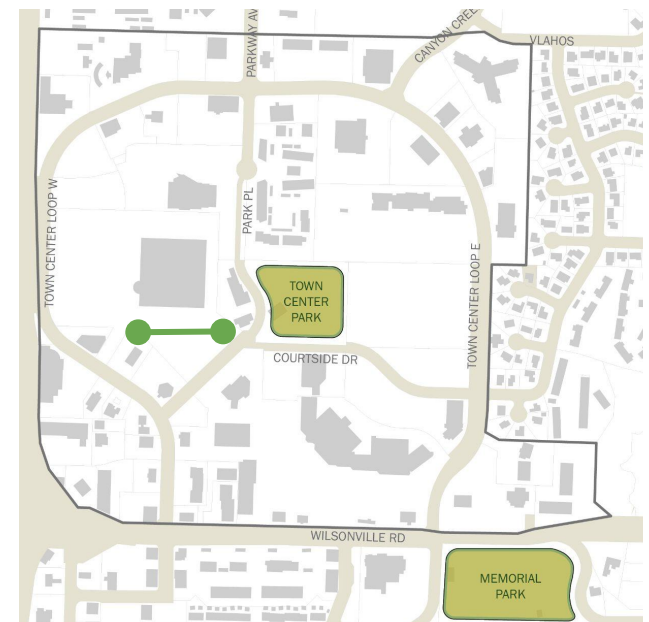 PARKWAY AV
CANYON CREE
VLAHOS
TOWN CENTER LOOP W
PARK PL
TOWN CENTER LOOP E
TOWN
CENTER
PARK
COURTSIDE DR
WILSONVILLE RD
MEMORIAL
PARK